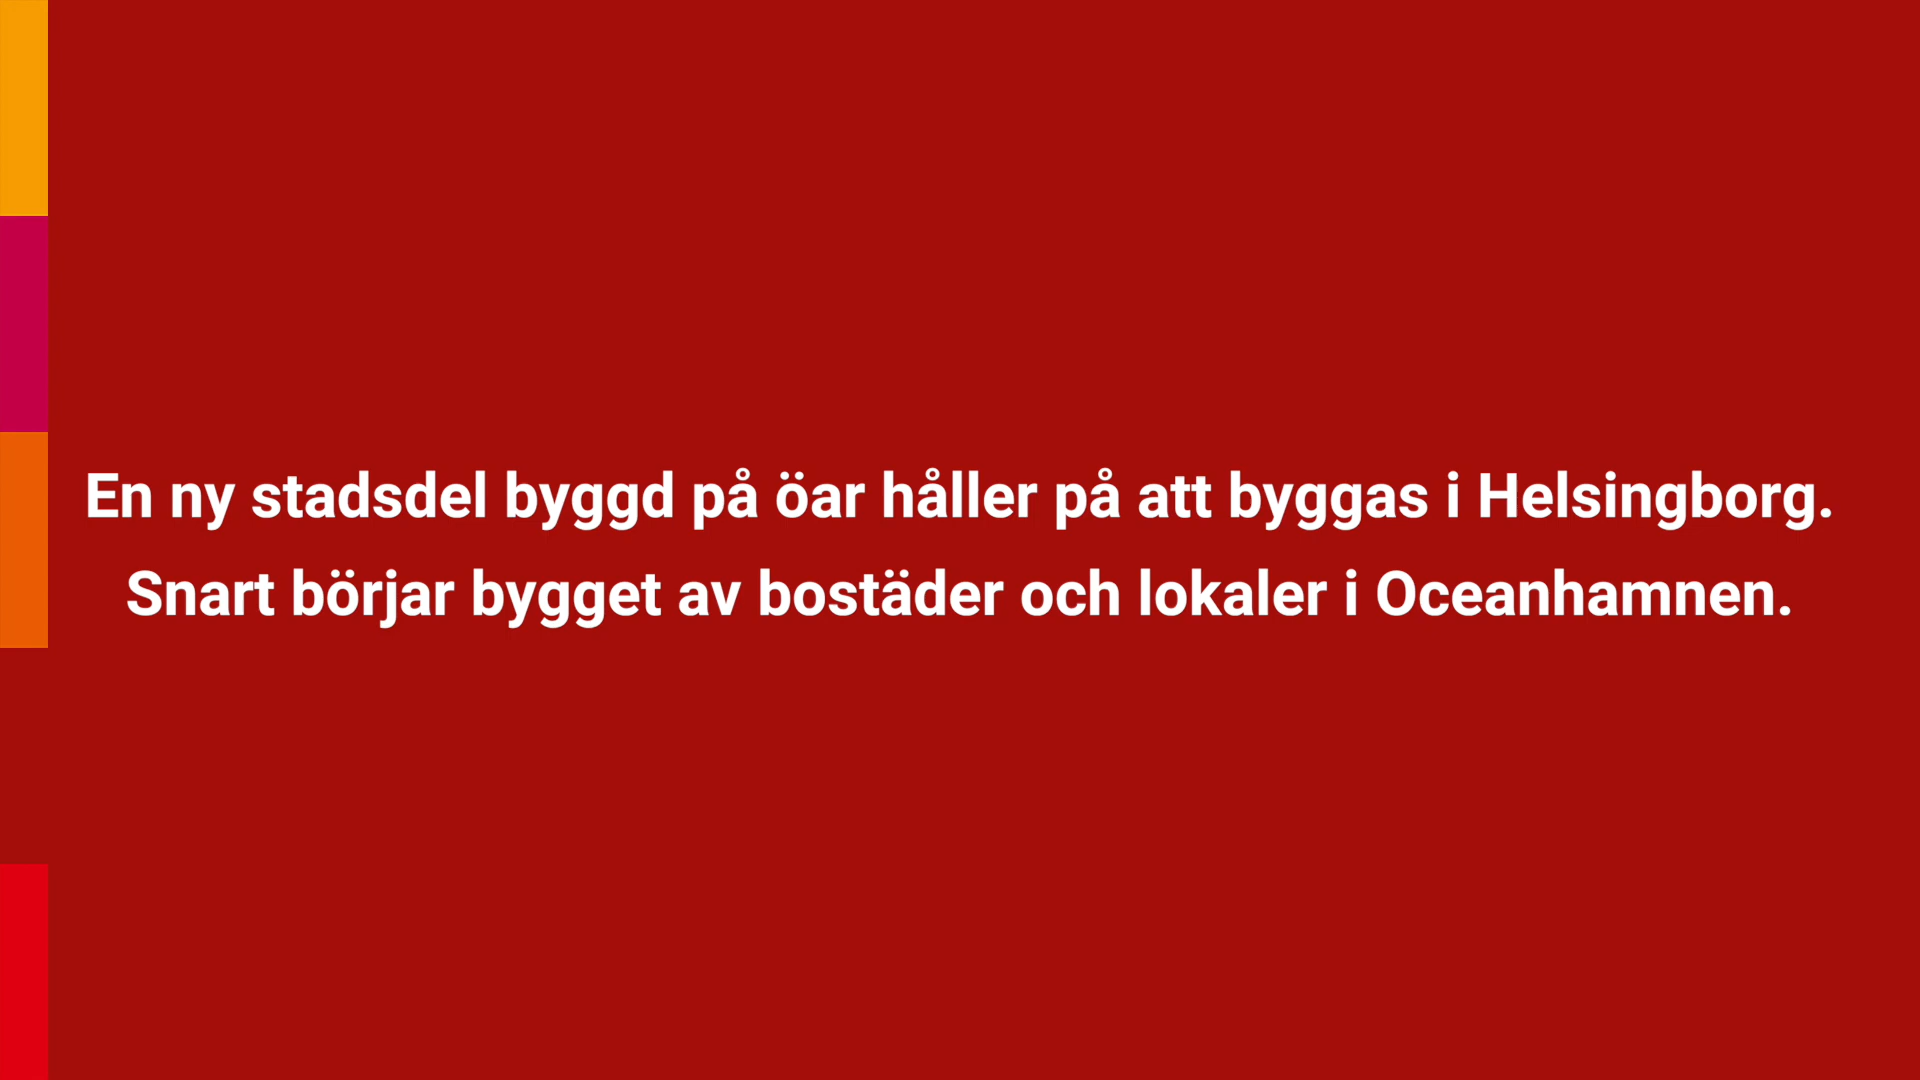 En ny stadsdel byggd på öar håller på att byggas i Helsingborg.
Snart börjar bygget av bostäder och lokaler i Oceanhamnen.